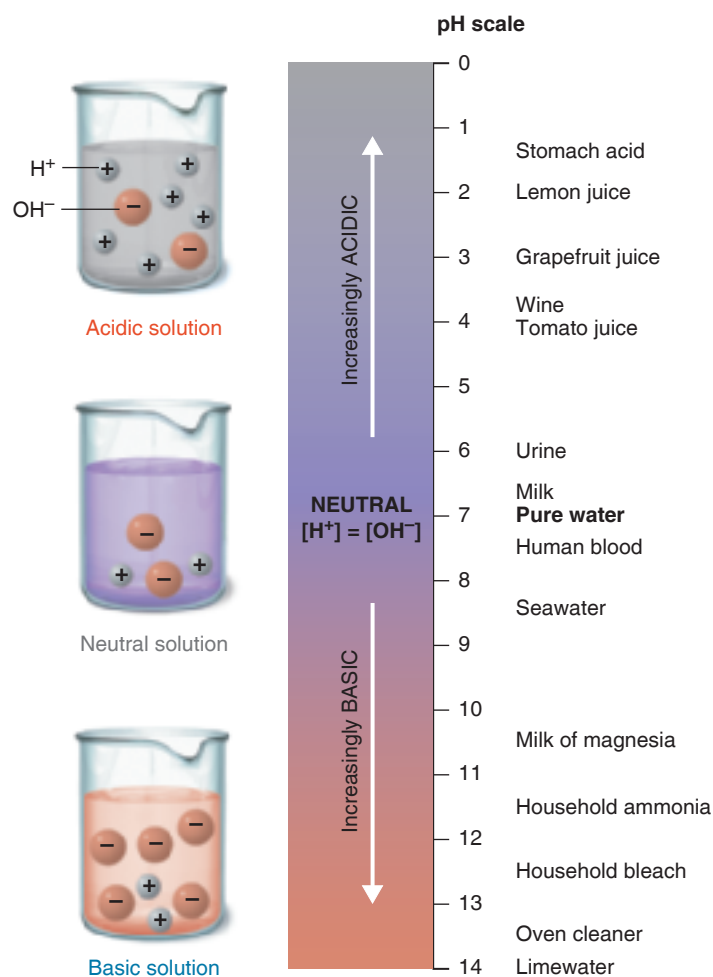 pH scale
H⁺
OH⁻
+
+
−
+
+
+
−
+
Acidic solution
−
+
−
+
Neutral solution
−
−
−
+
−
−
+
Basic solution
Increasingly ACIDIC
NEUTRAL
[H⁺] = [OH⁻]
Increasingly BASIC
0
1
Stomach acid
2 Lemon juice
3 Grapefruit juice
Wine
4 Tomato juice
5
6 Urine
Milk
7 Pure water
Human blood
8
Seawater
9
10
Milk of magnesia
11
Household ammonia
12
Household bleach
13
Oven cleaner
14 Limewater